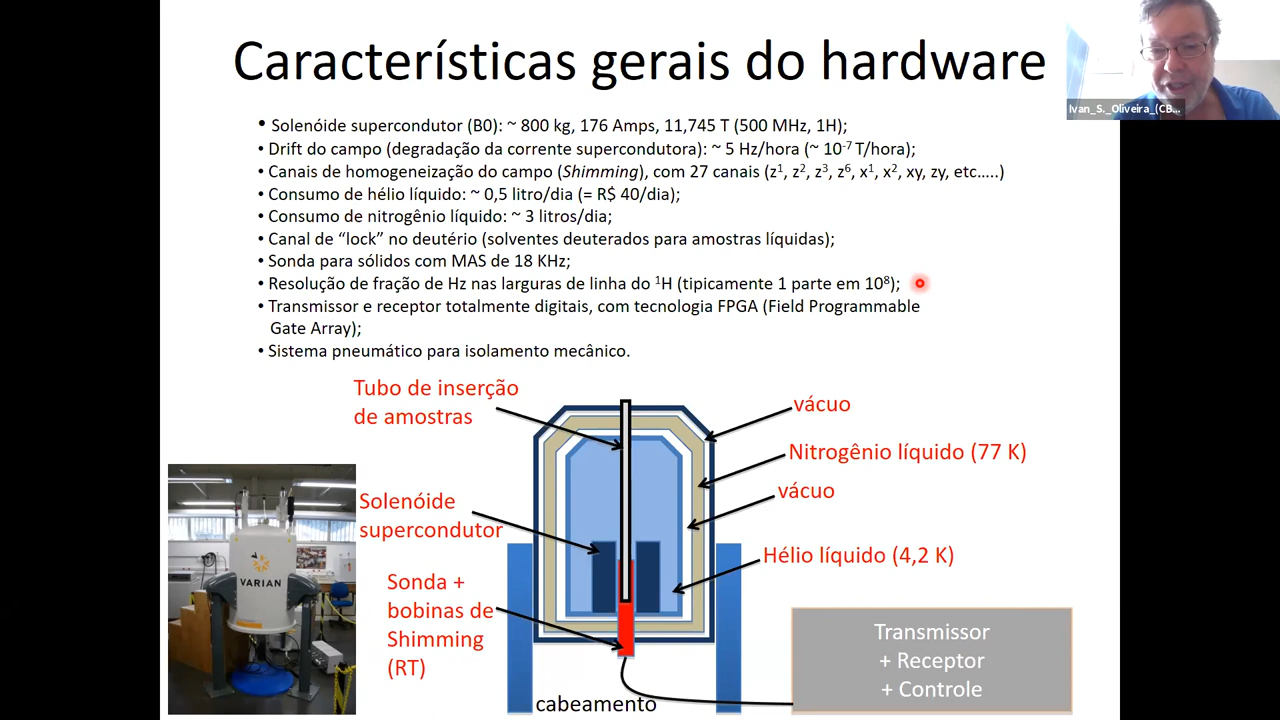 Características gerais do hardware
Ivan_S._Oliveira_(CB...
• Solenóide supercondutor (B0): ~ 800 kg, 176 Amps, 11,745 T (500 MHz, 1H);
• Drift do campo (degradação da corrente supercondutora): ~ 5 Hz/hora (~ 10⁻⁷ T/hora);
• Canais de homogeneização do campo (Shimming), com 27 canais (z¹, z², z³, z⁶, x¹, x², xy, zy, etc.....)
• Consumo de hélio líquido: ~ 0,5 litro/dia (= R$ 40/dia);
• Consumo de nitrogênio líquido: ~ 3 litros/dia;
• Canal de “lock” no deutério (solventes deuterados para amostras líquidas);
• Sonda para sólidos com MAS de 18 KHz;
• Resolução de fração de Hz nas larguras de linha do ¹H (tipicamente 1 parte em 10⁸);
• Transmissor e receptor totalmente digitais, com tecnologia FPGA (Field Programmable
Gate Array);
• Sistema pneumático para isolamento mecânico.
Tubo de inserção
de amostras
vácuo
Nitrogênio líquido (77 K)
vácuo
Solenóide
supercondutor
Hélio líquido (4,2 K)
VARIAN
Sonda +
bobinas de
Shimming
(RT)
Transmissor
+ Receptor
+ Controle
cabeamento